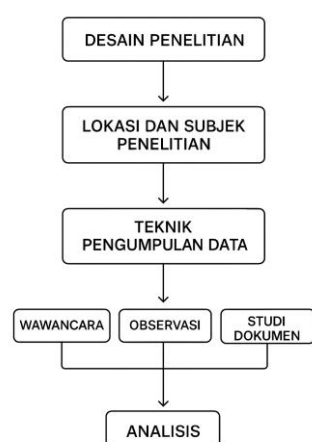 DESAIN PENELITIAN
LOKASI DAN SUBJEK
PENELITIAN
TEKNIK
PENGUMPULAN DATA
WAWANCARA
OBSERVASI
STUDI
DOKUMEN
ANALISIS